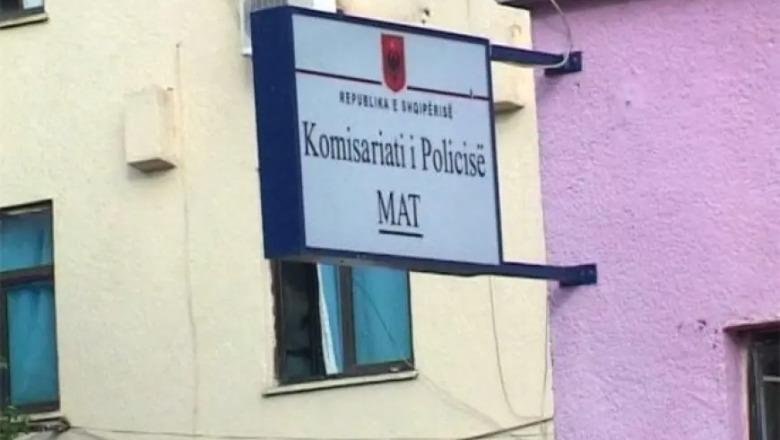 REPUBLIKA E SHQIPËRISË
Komisariati i Policisë
MAT